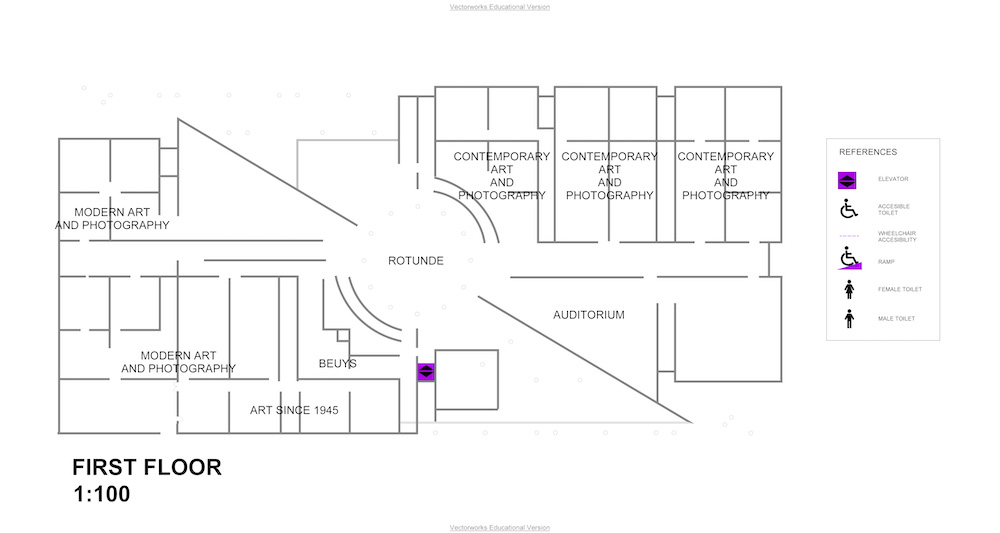 Vectorworks Educational Version
CONTEMPORARY
ART
AND
PHOTOGRAPHY
CONTEMPORARY
ART
AND
PHOTOGRAPHY
CONTEMPORARY
ART
AND
PHOTOGRAPHY
REFERENCES
ELEVATOR
ACCESIBLE
TOILET
WHEELCHAIR
ACCESIBILITY
RAMP
FEMALE TOILET
MALE TOILET
MODERN ART
AND PHOTOGRAPHY
ROTUNDE
AUDITORIUM
MODERN ART
AND PHOTOGRAPHY
BEUYS
ART SINCE 1945
FIRST FLOOR
1:100
Vectorworks Educational Version